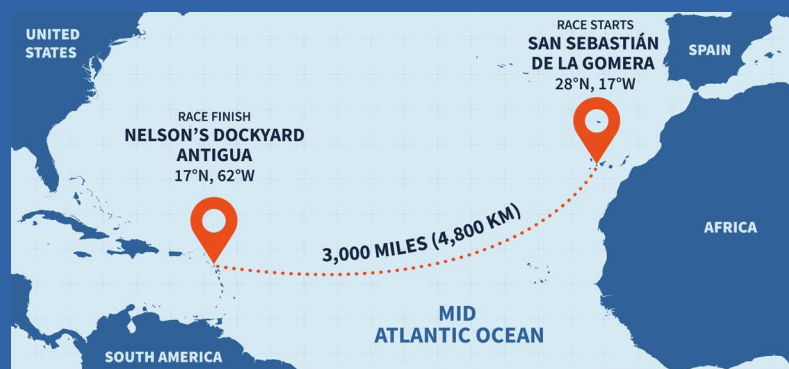 UNITED
STATES
RACE STARTS
SAN SEBASTIÁN
DE LA GOMERA
28°N, 17°W
SPAIN
RACE FINISH
NELSON'S DOCKYARD
ANTIGUA
17°N, 62°W
3,000 MILES (4,800 KM)
AFRICA
MID
ATLANTIC OCEAN
SOUTH AMERICA